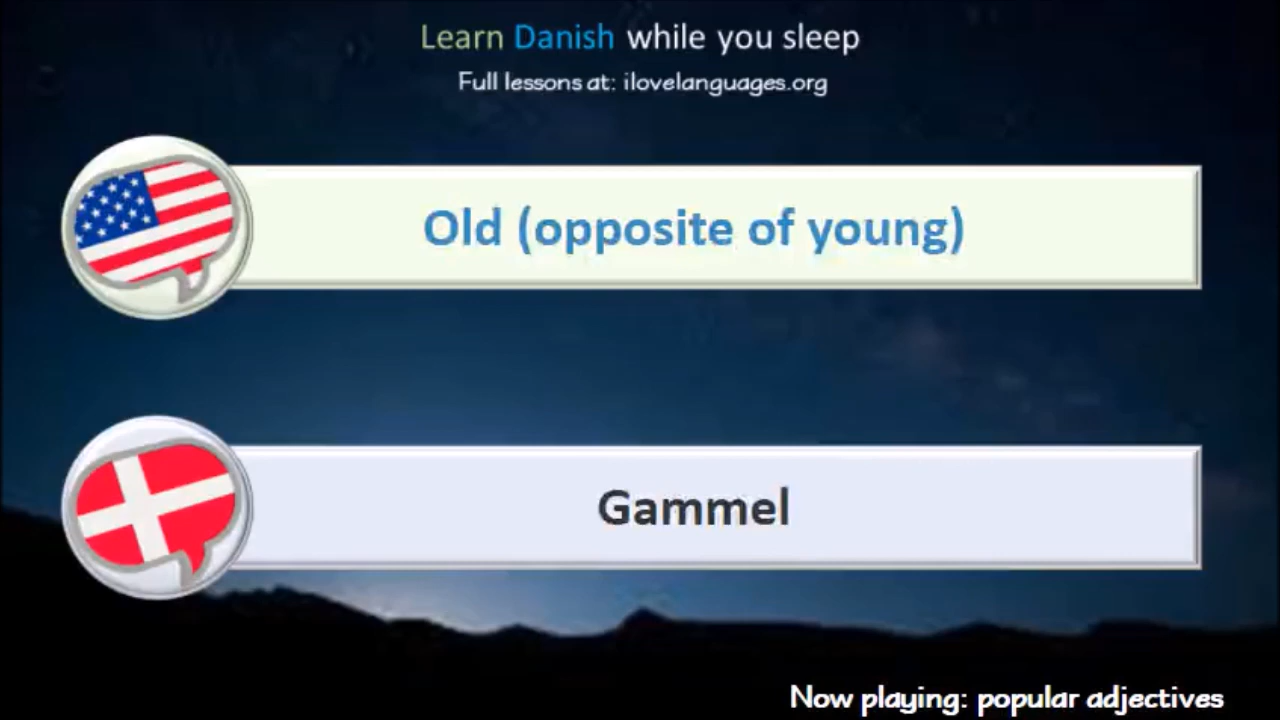 Learn Danish while you sleep
Full lessons at: ilovelanguages.org
Old (opposite of young)
Gammel
Now playing: popular adjectives